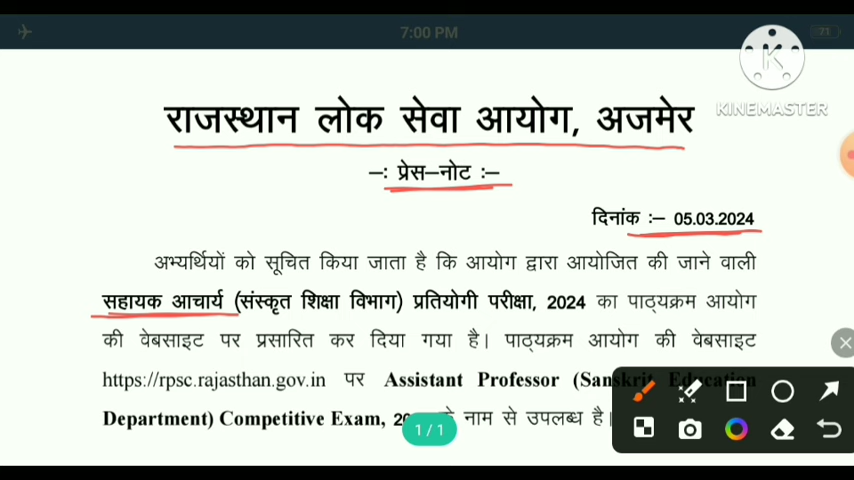 7:00 PM
71
KINEMASTER
राजस्थान लोक सेवा आयोग, अजमेर
–: प्रेस–नोट :–
दिनांक :– 05.03.2024
अभ्यर्थियों को सूचित किया जाता है कि आयोग द्वारा आयोजित की जाने वाली
सहायक आचार्य (संस्कृत शिक्षा विभाग) प्रतियोगी परीक्षा, 2024 का पाठ्यक्रम आयोग
की वेबसाइट पर प्रसारित कर दिया गया है। पाठ्यक्रम आयोग की वेबसाइट
https://rpsc.rajasthan.gov.in पर Assistant Professor (Sanskrit Education
Department) Competitive Exam, नाम से उपलब्ध है।
1 / 1